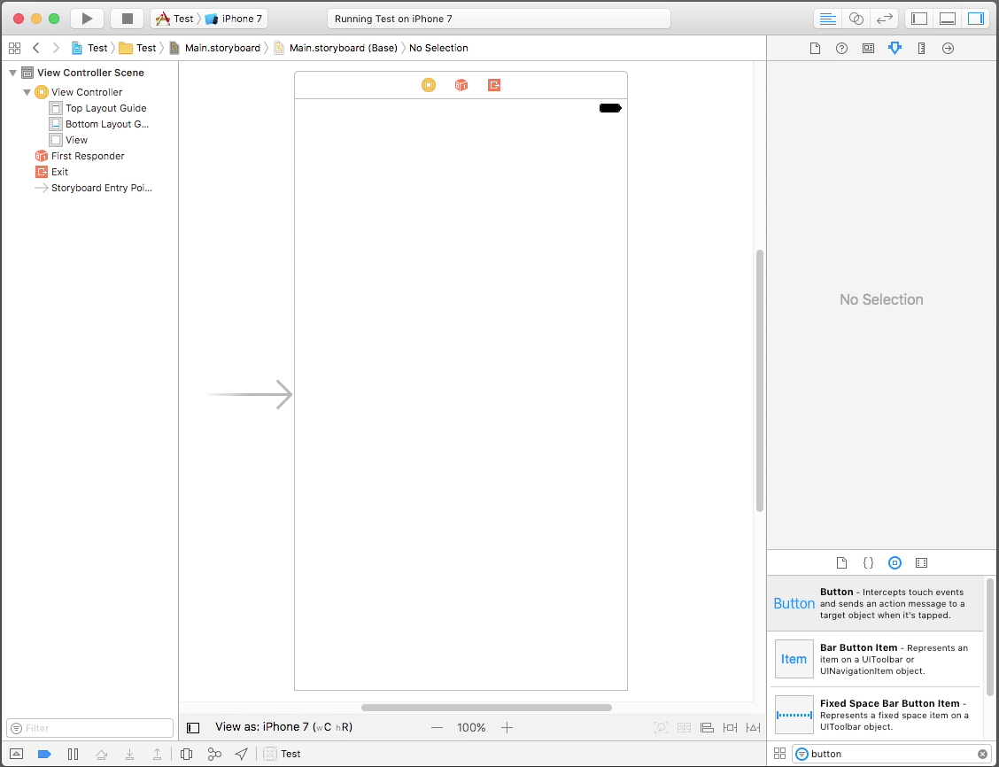 Test
iPhone 7
Running Test on iPhone 7
Test
Test
Main.storyboard
Main.storyboard (Base)
No Selection
View Controller Scene
View Controller
Top Layout Guide
Bottom Layout G...
View
First Responder
Exit
Storyboard Entry Poi...
Filter
View as: iPhone 7 (wC hR)
100%
Test
No Selection
{}
Button
Button - Intercepts touch events
and sends an action message to a
target object when it's tapped.
Item
Bar Button Item - Represents an
item on a UIToolbar or
UINavigationItem object.
Fixed Space Bar Button Item -
Represents a fixed space item on a
UIToolbar object.
button